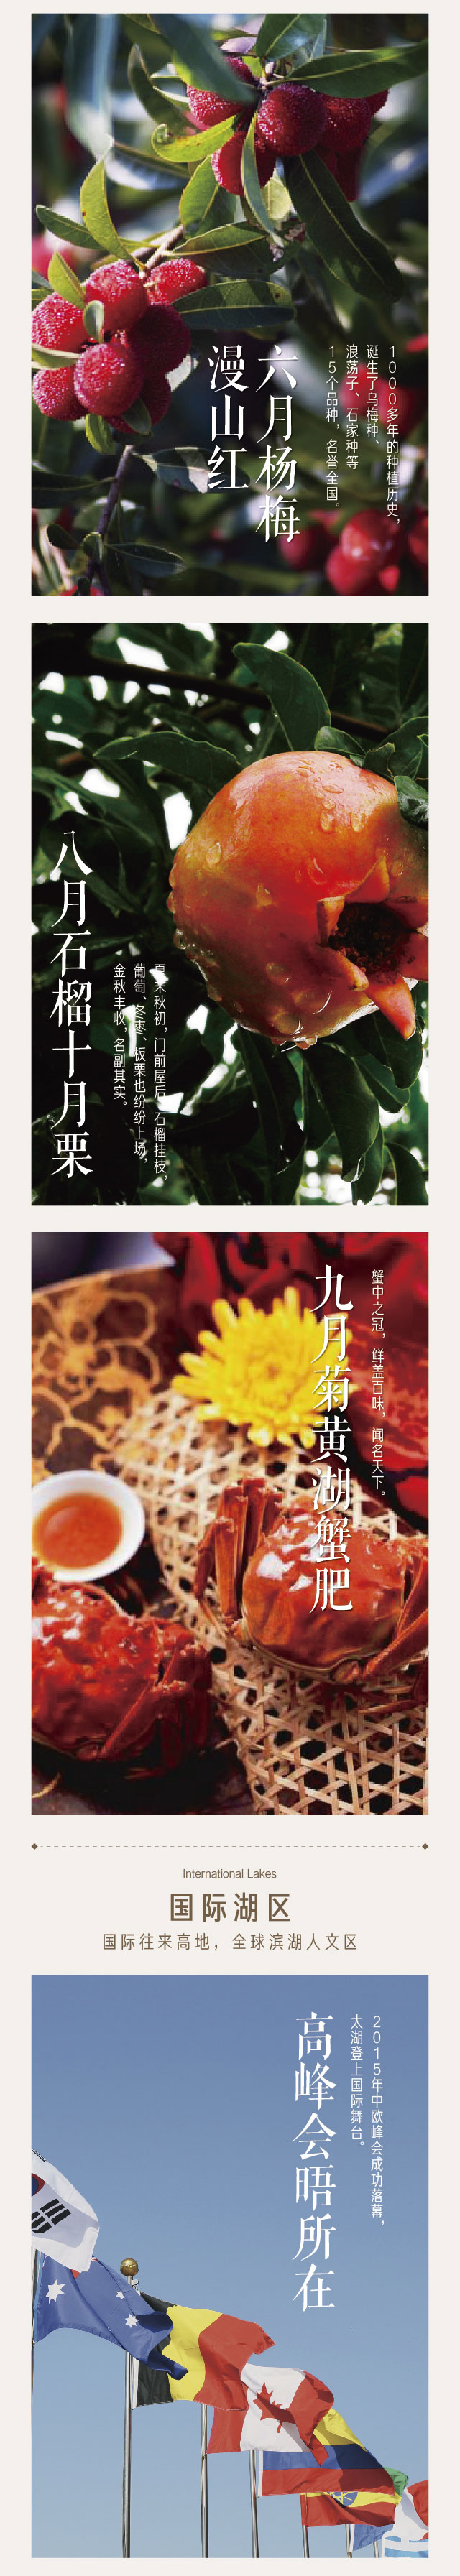 六月杨梅
漫山红
1000多年的种植历史，
诞生了乌梅种、
浪荡子、石家种等
15个品种，名誉全国。
八月石榴十月栗
夏末秋初，门前屋后，石榴挂枝，
葡萄、冬枣、板栗也纷纷上场，
金秋丰收，名副其实。
九月菊黄湖蟹肥
蟹中之冠，鲜盖百味，闻名天下。
International Lakes
国际湖区
国际往来高地，全球滨湖人文区
高峰会晤所在
2015年中欧峰会成功落幕，
太湖登上国际舞台。